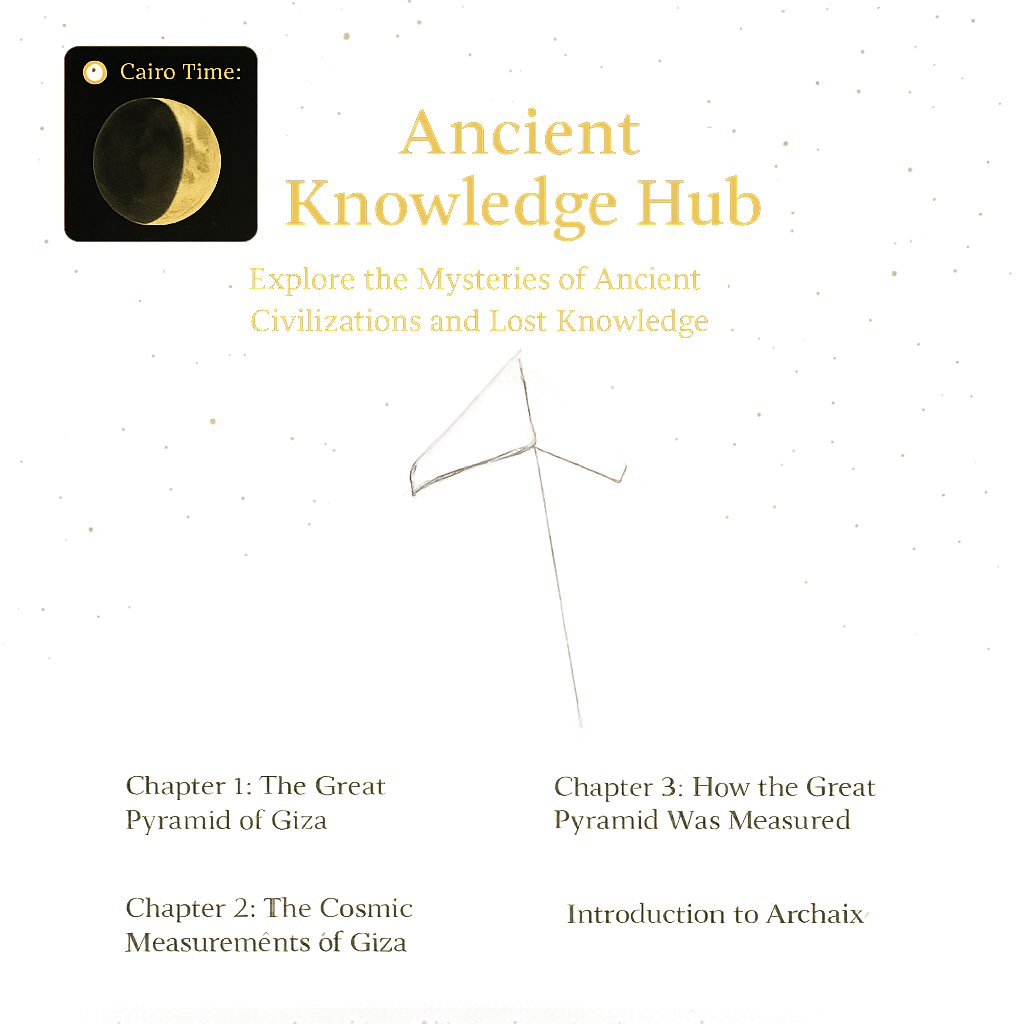 Cairo Time:
Ancient
Knowledge Hub
Explore the Mysteries of Ancient
Civilizations and Lost Knowledge
Chapter 1: The Great
Pyramid of Giza
Chapter 2: The Cosmic
Measuremênts óf Giza
Chapter 3: How the Great
Pyramid Was Measured
Introduction to Archaix